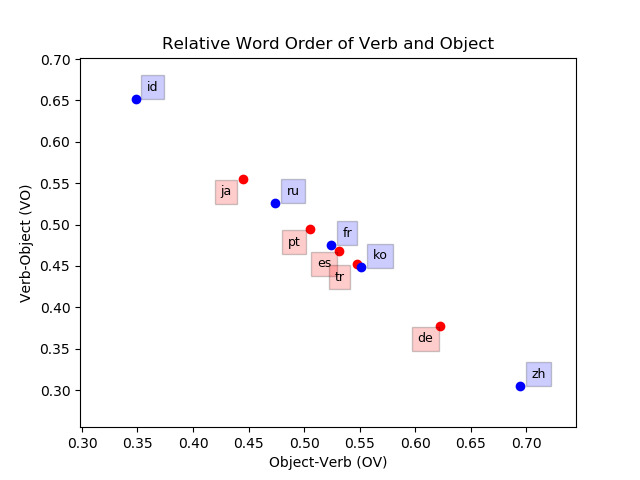 Relative Word Order of Verb and Object
0.70
0.65
0.60
0.55
0.50
0.45
0.40
0.35
0.30
Verb-Object (VO)
id
ja
ru
pt
fr
es
tr
ko
de
zh
0.30 0.35 0.40 0.45 0.50 0.55 0.60 0.65 0.70
Object-Verb (OV)